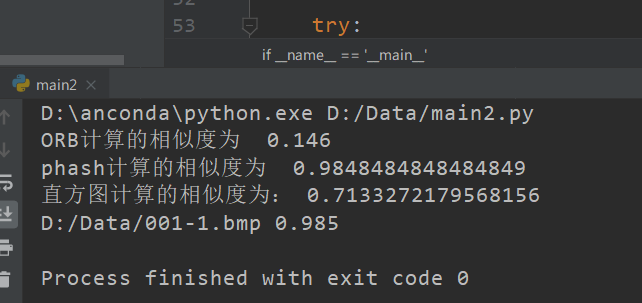 53 try:
if __name__ == '__main__'
main2
D:\anaconda\python.exe D:/Data/main2.py
ORB计算的相似度为 0.146
phash计算的相似度为 0.9848484848484849
直方图计算的相似度为： 0.7133272179568156
D:/Data/001-1.bmp 0.985
Process finished with exit code 0